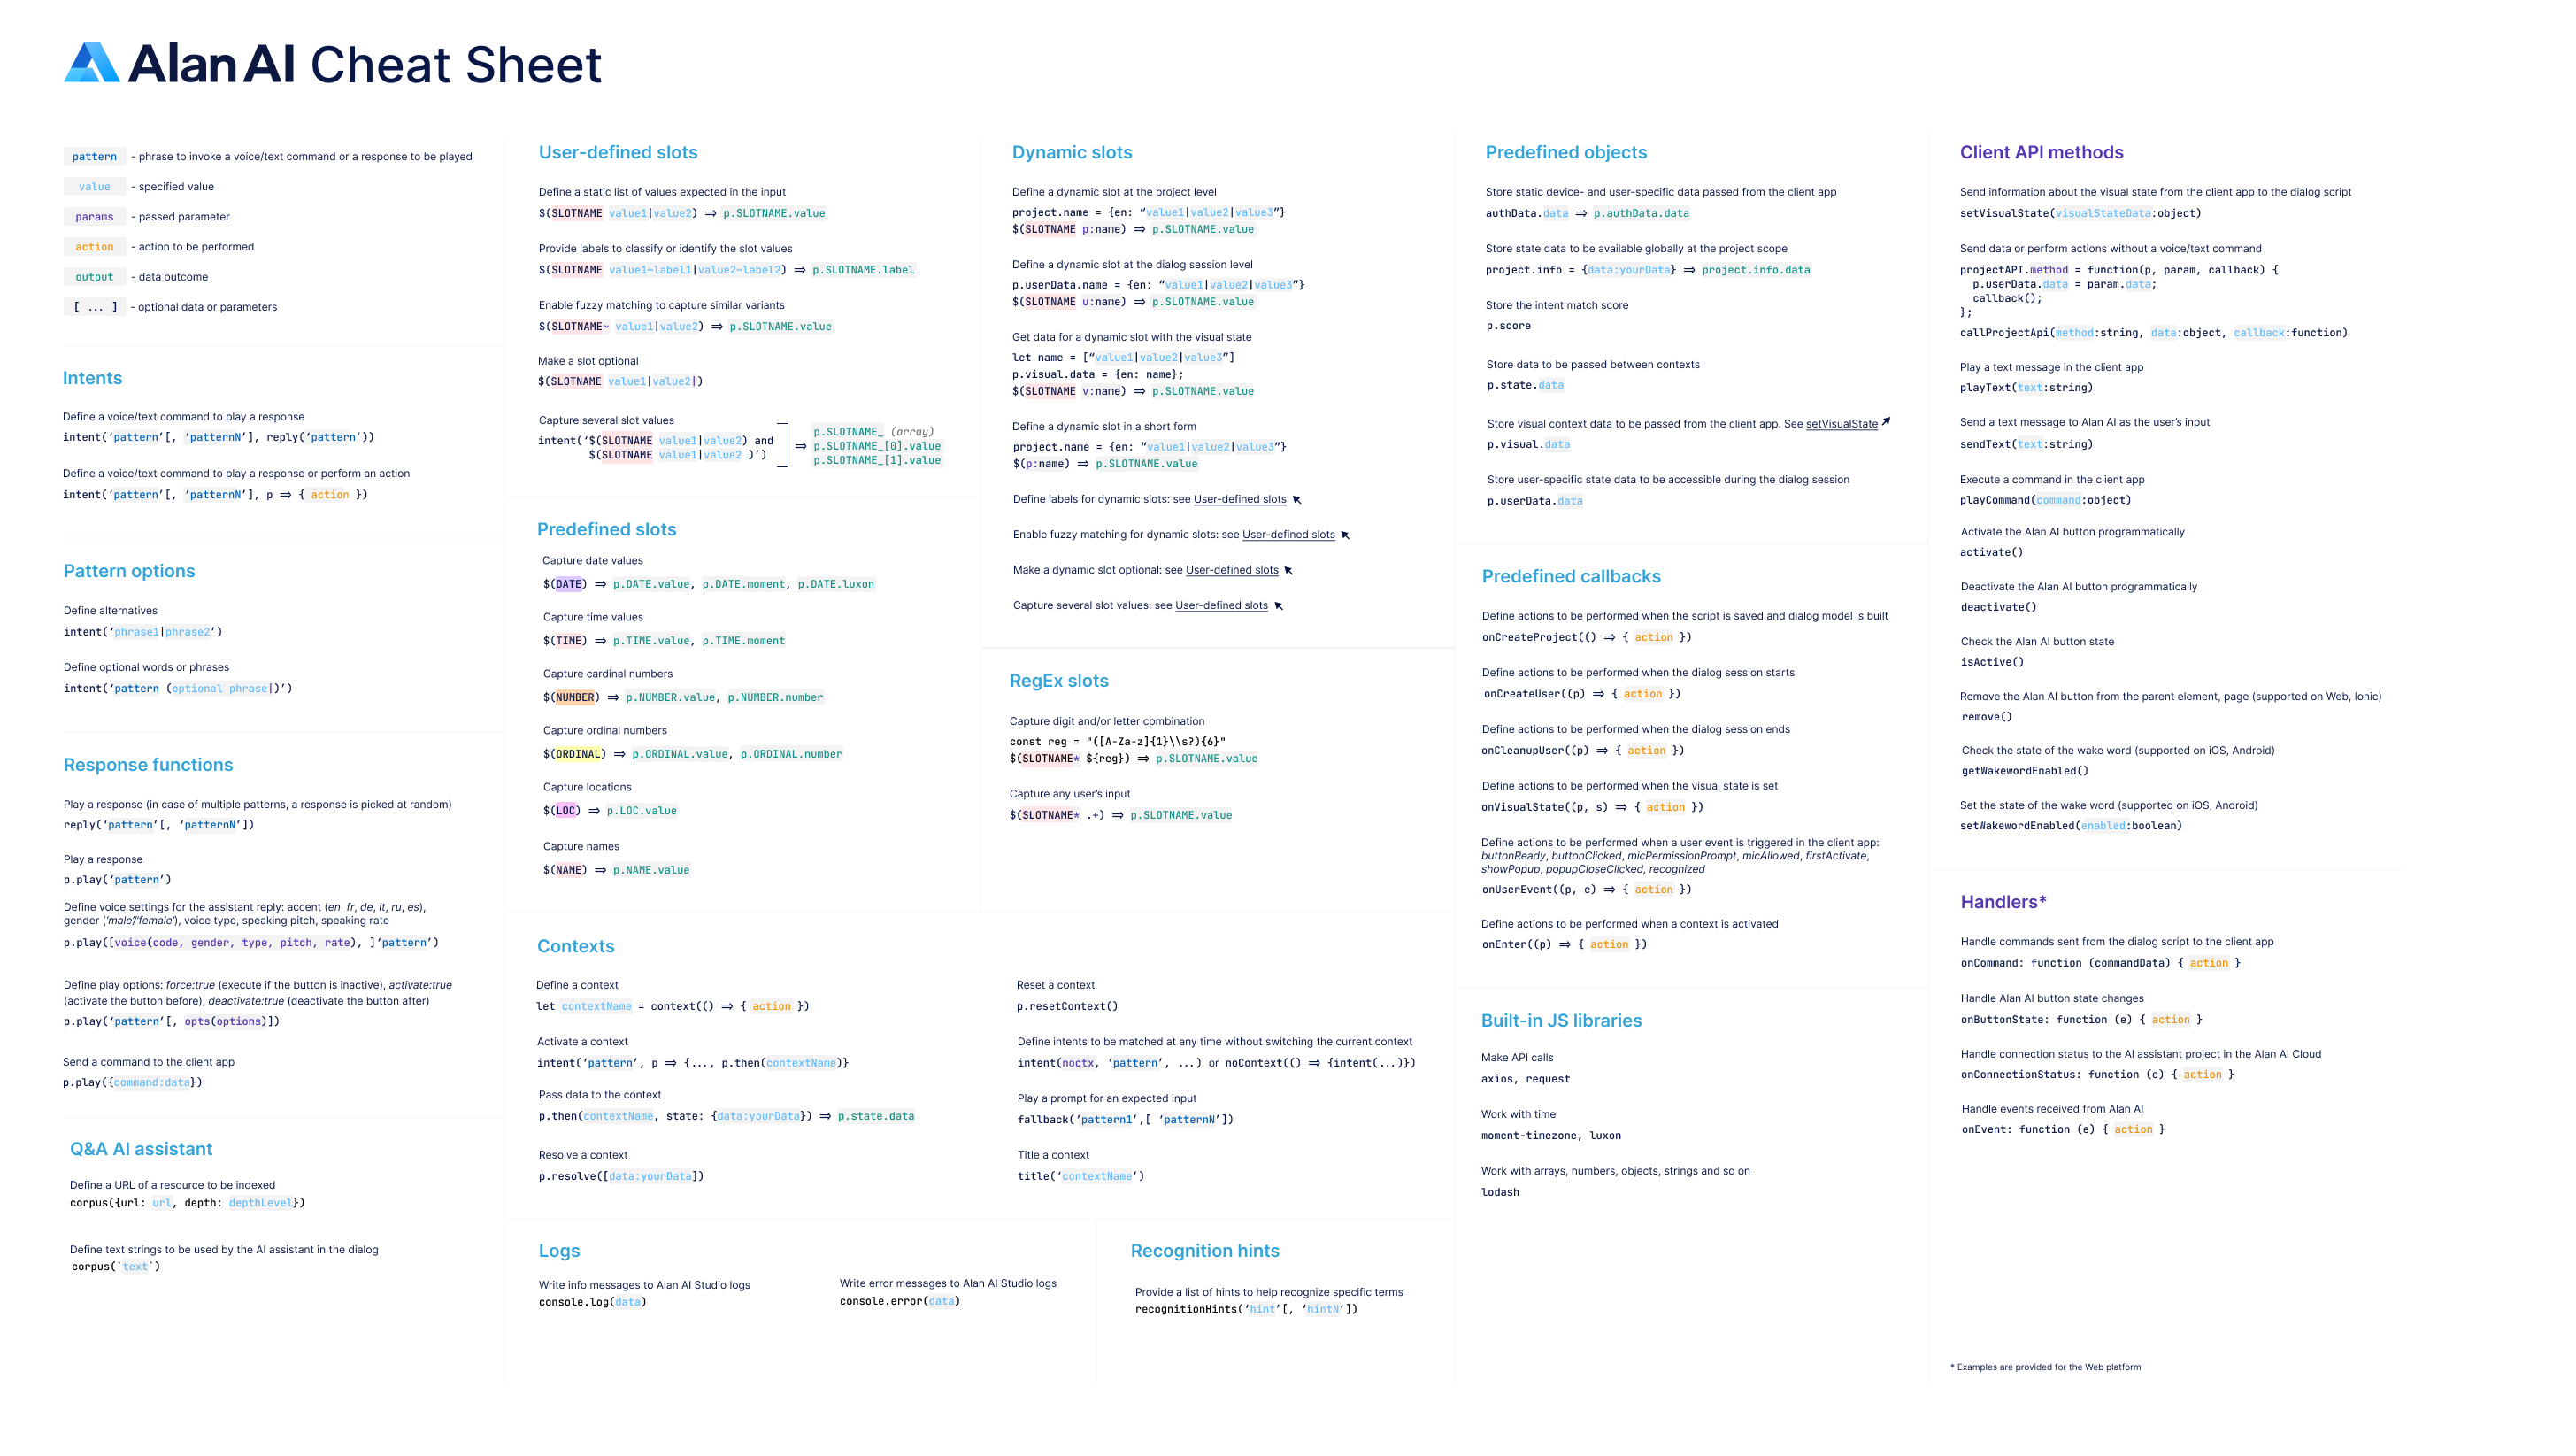 Alan AI Cheat Sheet
pattern - phrase to invoke a voice/text command or a response to be played
value - specified value
params - passed parameter
action - action to be performed
output - data outcome
[ ... ] - optional data or parameters
Intents
Define a voice/text command to play a response
intent(‘pattern’[, ‘patternN’], reply(‘pattern’))
Define a voice/text command to play a response or perform an action
intent(‘pattern’[, ‘patternN’], p => { action })
Pattern options
Define alternatives
intent(‘phrase1|phrase2’)
Define optional words or phrases
intent(‘pattern (optional phrase|)’)
Response functions
Play a response (in case of multiple patterns, a response is picked at random)
reply(‘pattern’[, ‘patternN’])
Play a response
p.play(‘pattern’)
Define voice settings for the assistant reply: accent (en, fr, de, it, ru, es),
gender (‘male’/‘female’), voice type, speaking pitch, speaking rate
p.play([voice(code, gender, type, pitch, rate), ]‘pattern’)
Define play options: force:true (execute if the button is inactive), activate:true
(activate the button before), deactivate:true (deactivate the button after)
p.play(‘pattern’[, opts(options)])
Send a command to the client app
p.play({command:data})
Q&A AI assistant
Define a URL of a resource to be indexed
corpus({url: url, depth: depthLevel})
Define text strings to be used by the AI assistant in the dialog
corpus(`text`)
User-defined slots
Define a static list of values expected in the input
$(SLOTNAME value1|value2) => p.SLOTNAME.value
Provide labels to classify or identify the slot values
$(SLOTNAME value1~label1|value2~label2) => p.SLOTNAME.label
Enable fuzzy matching to capture similar variants
$(SLOTNAME~ value1|value2) => p.SLOTNAME.value
Make a slot optional
$(SLOTNAME value1|value2|)
Capture several slot values
intent(‘$(SLOTNAME value1|value2) and
$(SLOTNAME value1|value2 )’)
=> p.SLOTNAME_ (array)
p.SLOTNAME_[0].value
p.SLOTNAME_[1].value
Predefined slots
Capture date values
$(DATE) => p.DATE.value, p.DATE.moment, p.DATE.luxon
Capture time values
$(TIME) => p.TIME.value, p.TIME.moment
Capture cardinal numbers
$(NUMBER) => p.NUMBER.value, p.NUMBER.number
Capture ordinal numbers
$(ORDINAL) => p.ORDINAL.value, p.ORDINAL.number
Capture locations
$(LOC) => p.LOC.value
Capture names
$(NAME) => p.NAME.value
Dynamic slots
Define a dynamic slot at the project level
project.name = {en: “value1|value2|value3”}
$(SLOTNAME p:name) => p.SLOTNAME.value
Define a dynamic slot at the dialog session level
p.userData.name = {en: “value1|value2|value3”}
$(SLOTNAME u:name) => p.SLOTNAME.value
Get data for a dynamic slot with the visual state
let name = [“value1|value2|value3”]
p.visual.data = {en: name};
$(SLOTNAME v:name) => p.SLOTNAME.value
Define a dynamic slot in a short form
project.name = {en: “value1|value2|value3”}
$(p:name) => p.SLOTNAME.value
Define labels for dynamic slots: see User-defined slots
Enable fuzzy matching for dynamic slots: see User-defined slots
Make a dynamic slot optional: see User-defined slots
Capture several slot values: see User-defined slots
RegEx slots
Capture digit and/or letter combination
const reg = "([A-Za-z]{1}\\s?){6}"
$(SLOTNAME* ${reg}) => p.SLOTNAME.value
Capture any user’s input
$(SLOTNAME* .+) => p.SLOTNAME.value
Contexts
Define a context
let contextName = context(() => { action })
Activate a context
intent(‘pattern’, p => {..., p.then(contextName)}
Pass data to the context
p.then(contextName, state: {data:yourData}) => p.state.data
Resolve a context
p.resolve([data:yourData])
Reset a context
p.resetContext()
Define intents to be matched at any time without switching the current context
intent(noctx, ‘pattern’, ...) or noContext(() => {intent(...)})
Play a prompt for an expected input
fallback(‘pattern1’,[ ‘patternN’])
Title a context
title(‘contextName’)
Logs
Write info messages to Alan AI Studio logs
console.log(data)
Write error messages to Alan AI Studio logs
console.error(data)
Recognition hints
Provide a list of hints to help recognize specific terms
recognitionHints(‘hint’[, ‘hintN’])
Predefined objects
Store static device- and user-specific data passed from the client app
authData.data => p.authData.data
Store state data to be available globally at the project scope
project.info = {data:yourData} => project.info.data
Store the intent match score
p.score
Store data to be passed between contexts
p.state.data
Store visual context data to be passed from the client app. See setVisualState
p.visual.data
Store user-specific state data to be accessible during the dialog session
p.userData.data
Predefined callbacks
Define actions to be performed when the script is saved and dialog model is built
onCreateProject(() => { action })
Define actions to be performed when the dialog session starts
onCreateUser((p) => { action })
Define actions to be performed when the dialog session ends
onCleanupUser((p) => { action })
Define actions to be performed when the visual state is set
onVisualState((p, s) => { action })
Define actions to be performed when a user event is triggered in the client app:
buttonReady, buttonClicked, micPermissionPrompt, micAllowed, firstActivate,
showPopup, popupCloseClicked, recognized
onUserEvent((p, e) => { action })
Define actions to be performed when a context is activated
onEnter((p) => { action })
Built-in JS libraries
Make API calls
axios, request
Work with time
moment-timezone, luxon
Work with arrays, numbers, objects, strings and so on
lodash
Client API methods
Send information about the visual state from the client app to the dialog script
setVisualState(visualStateData:object)
Send data or perform actions without a voice/text command
projectAPI.method = function(p, param, callback) {
p.userData.data = param.data;
callback();
};
callProjectApi(method:string, data:object, callback:function)
Play a text message in the client app
playText(text:string)
Send a text message to Alan AI as the user’s input
sendText(text:string)
Execute a command in the client app
playCommand(command:object)
Activate the Alan AI button programmatically
activate()
Deactivate the Alan AI button programmatically
deactivate()
Check the Alan AI button state
isActive()
Remove the Alan AI button from the parent element, page (supported on Web, Ionic)
remove()
Check the state of the wake word (supported on iOS, Android)
getWakewordEnabled()
Set the state of the wake word (supported on iOS, Android)
setWakewordEnabled(enabled:boolean)
Handlers*
Handle commands sent from the dialog script to the client app
onCommand: function (commandData) { action }
Handle Alan AI button state changes
onButtonState: function (e) { action }
Handle connection status to the AI assistant project in the Alan AI Cloud
onConnectionStatus: function (e) { action }
Handle events received from Alan AI
onEvent: function (e) { action }
* Examples are provided for the Web platform